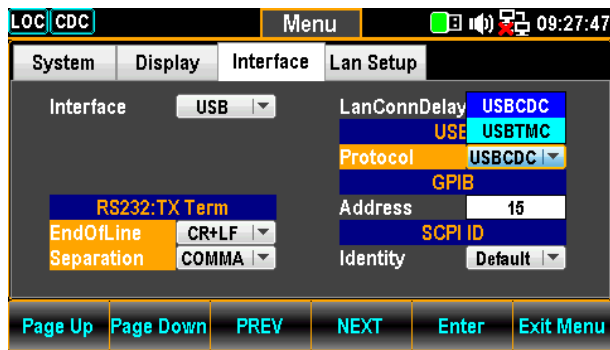 LOC CDC Menu 09:27:47
System Display Interface Lan Setup
Interface USB LanConnDelay USBCDC
USB USBTMC
Protocol USBCDC
GPIB
RS232:TX Term Address 15
EndOfLine CR+LF SCPI ID
Separation COMMA Identity Default
Page Up Page Down PREV NEXT Enter Exit Menu